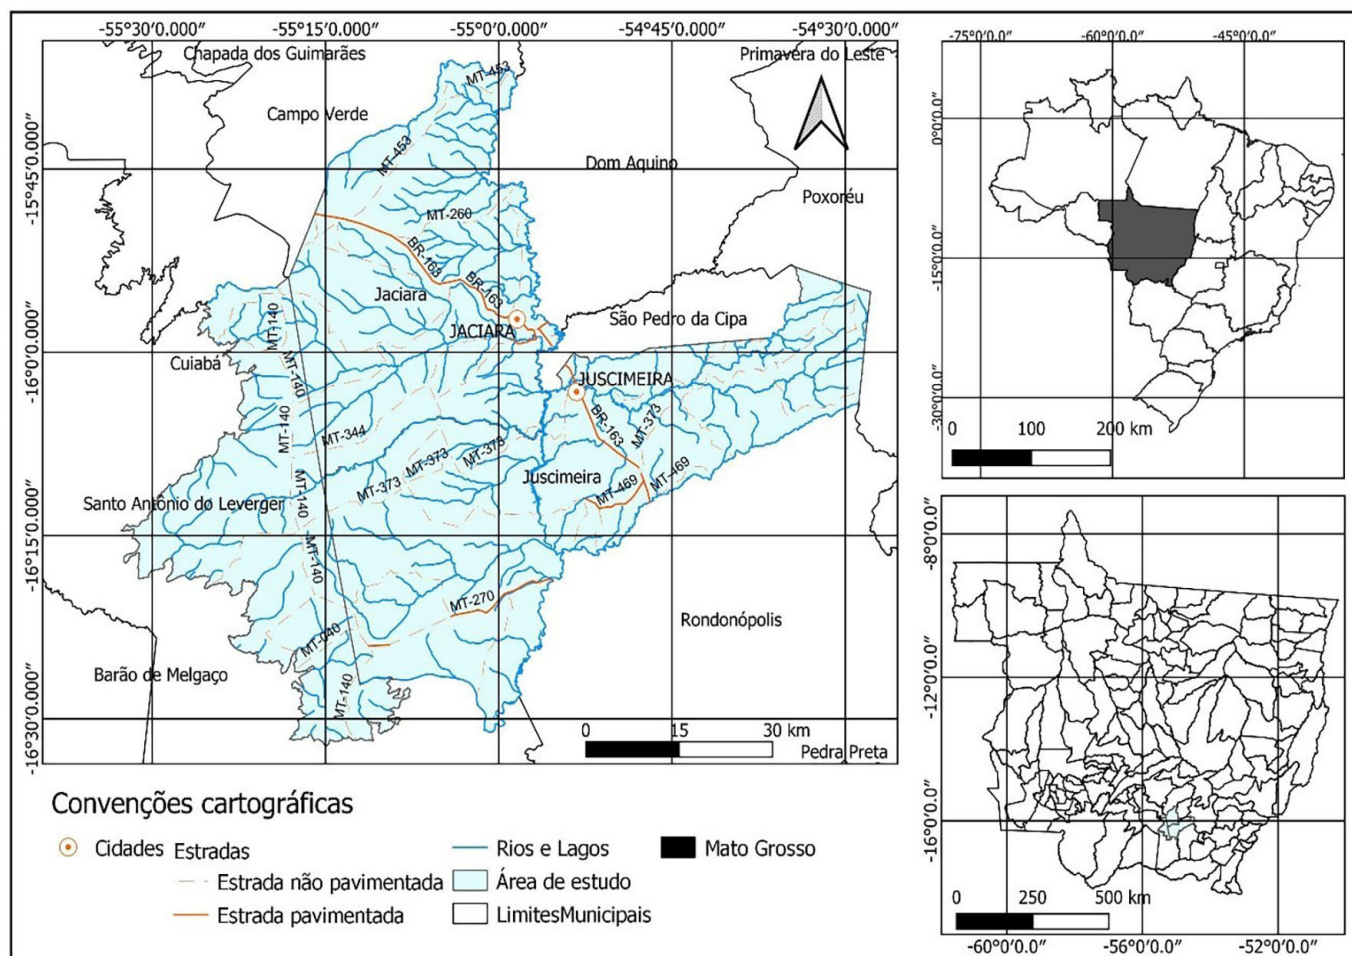 -55°30'0.000"
-55°15'0.000"
-55°00'0.000"
-54°45'0.000"
-54°30'0.000"
Chapada dos Guimarães
Primavera do Leste
MT-453
Campo Verde
MT-453
Dom Aquino
Poxoréu
MT-260
BR-163
BR-163
Jaciara
JACIARA
São Pedro da Cipa
MT-140
Cuiabá
MT-140
JUSCIMEIRA
MT-140
MT-344
BR-163
MT-373
MT-373
MT-373
MT-373
Juscimeira
MT-469
MT-469
Santo Antônio do Leverger
MT-140
MT-140
MT-270
MT-040
Rondonópolis
Barão de Melgaço
MT-140
0 15 30 km
Pedra Preta
-15°45'0.000"
-16°0'0.000"
-16°15'0.000"
-16°30'0.000"
Convenções cartográficas
Cidades
Estradas
Estrada não pavimentada
Estrada pavimentada
Rios e Lagos
Área de estudo
LimitesMunicipais
Mato Grosso
-75°0'0.0"
-60°0'0.0"
-45°0'0.0"
0°0'0.0"
-15°0'0.0"
-30°0'0.0"
0 100 200 km
-8°0'0.0"
-12°0'0.0"
-16°0'0.0"
0 250 500 km
-60°0'0.0"
-56°0'0.0"
-52°0'0.0"